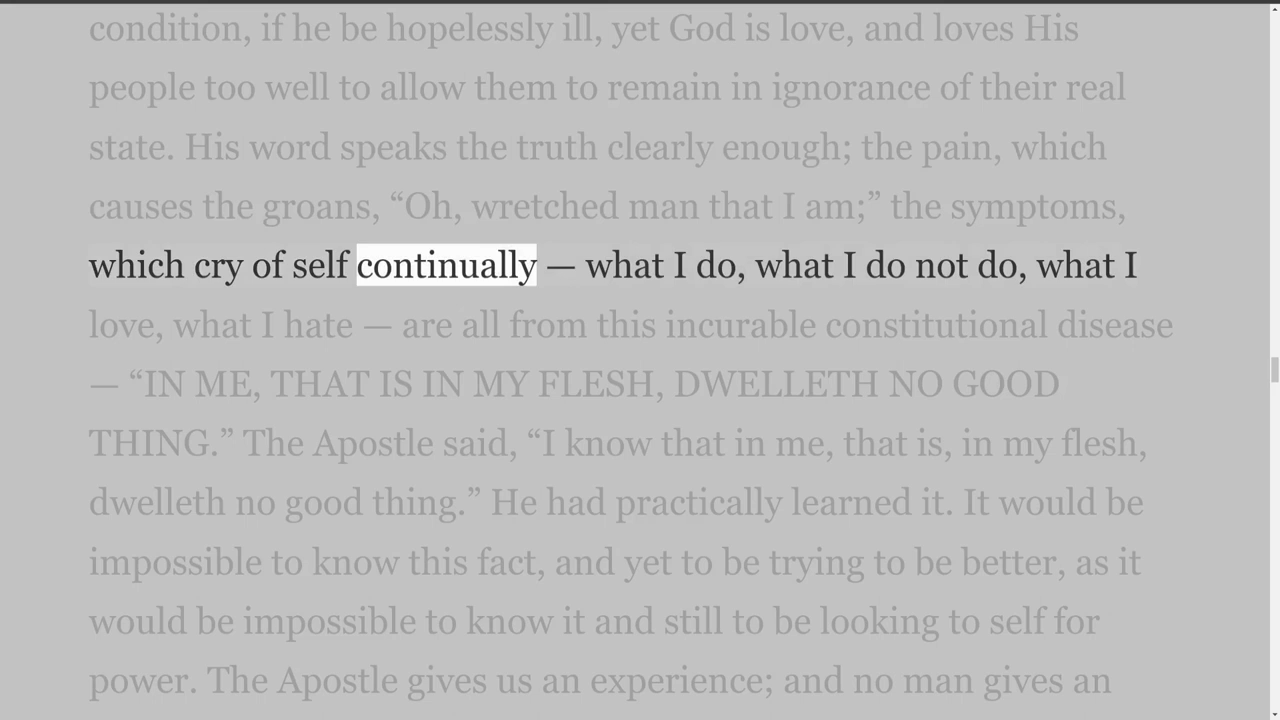 condition, if he be hopelessly ill, yet God is love, and loves His
people too well to allow them to remain in ignorance of their real
state. His word speaks the truth clearly enough; the pain, which
causes the groans, “Oh, wretched man that I am;” the symptoms,
which cry of self continually — what I do, what I do not do, what I
love, what I hate — are all from this incurable constitutional disease
— “IN ME, THAT IS IN MY FLESH, DWELLETH NO GOOD
THING.” The Apostle said, “I know that in me, that is, in my flesh,
dwelleth no good thing.” He had practically learned it. It would be
impossible to know this fact, and yet to be trying to be better, as it
would be impossible to know it and still to be looking to self for
power. The Apostle gives us an experience; and no man gives an